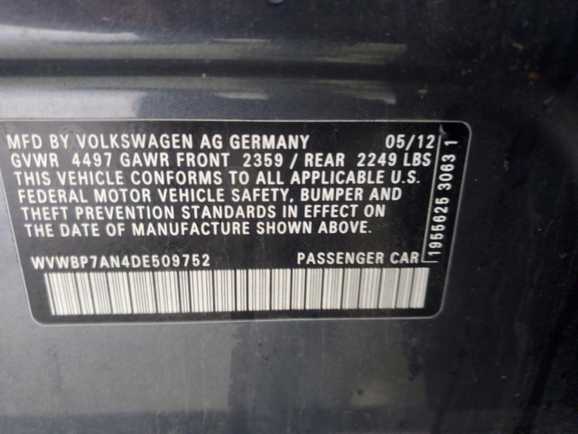 MFD BY VOLKSWAGEN AG GERMANY 05/12
GVWR 4497 GAWR FRONT 2359 / REAR 2249 LBS
THIS VEHICLE CONFORMS TO ALL APPLICABLE U.S.
FEDERAL MOTOR VEHICLE SAFETY, BUMPER AND
THEFT PREVENTION STANDARDS IN EFFECT ON
THE DATE OF MANUFACTURE SHOWN ABOVE
WVWBP7AN4DE509752 PASSENGER CAR
1955625 3063 1